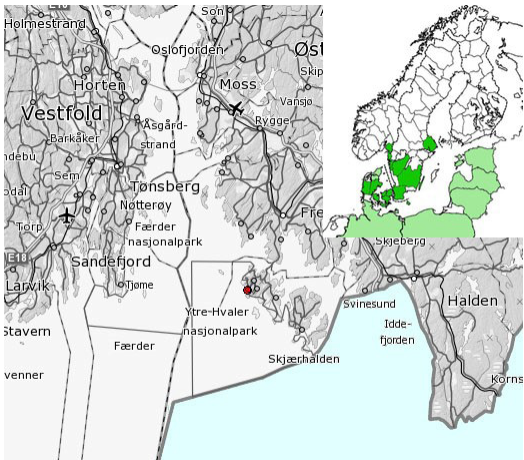 E18
Son
Holmestrand
Oslofjorden
Øst
Skip
Moss
Horten
Vansjø
Vestfold
Rygge
Åsgård-
strand
Barkåker
ndebu
Sem
odal
Tønsberg
Nøtterøy
Fre
Torp
Færder
nasjonalpark
Skjeberg
E18
Sandefjord
Larvik
Tjøme
Halden
Svinesund
Stavern
Ytre-Hvaler
nasjonalpark
Idde-
fjorden
Færder
Skjærhalden
venner
Korns